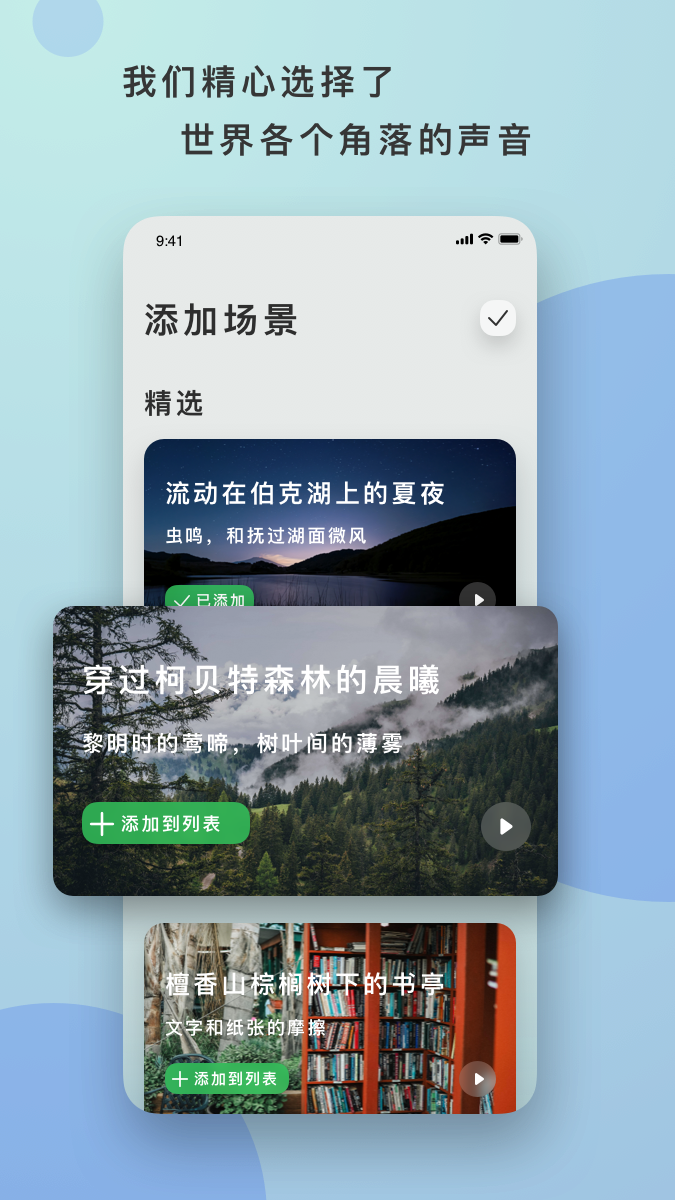 我们精心选择了
世界各个角落的声音
9:41
添加场景
精选
流动在伯克湖上的夏夜
虫鸣，和抚过湖面微风
已添加
穿过柯贝特森林的晨曦
黎明时的莺啼，树叶间的薄雾
添加到列表
檀香山棕榈树下的书亭
文字和纸张的摩擦
添加到列表